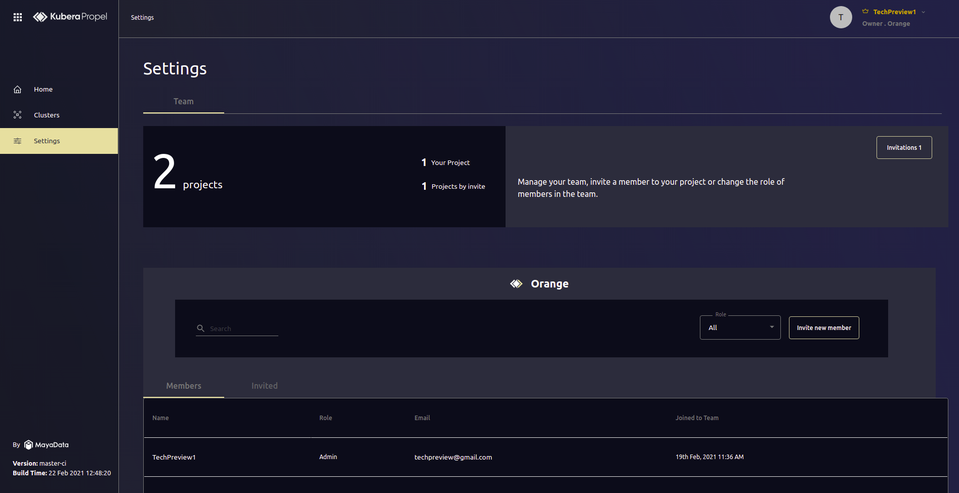 Kubera Propel
Settings
T
TechPreview1
Owner . Orange
Home
Clusters
Settings
Settings
Team
2 projects
1 Your Project
1 Projects by invite
Invitations 1
Manage your team, invite a member to your project or change the role of
members in the team.
Orange
Search
Role
All
Invite new member
Members Invited
Name Role Email Joined to Team
TechPreview1 Admin techpreview@gmail.com 19th Feb, 2021 11:36 AM
By MayaData
Version: master-ci
Build Time: 22 Feb 2021 12:48:20